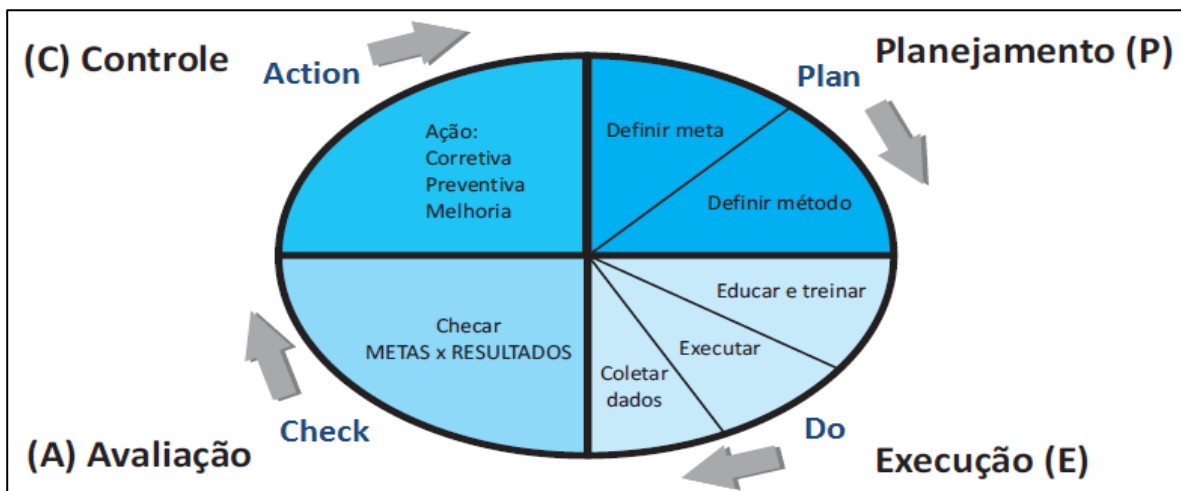 (C) Controle
Action
Planejamento (P)
Plan
Ação:
Corretiva
Preventiva
Melhoria
Definir meta
Definir método
Educar e treinar
Executar
Coletar
dados
Checar
METAS x RESULTADOS
Check
(A) Avaliação
Do
Execução (E)